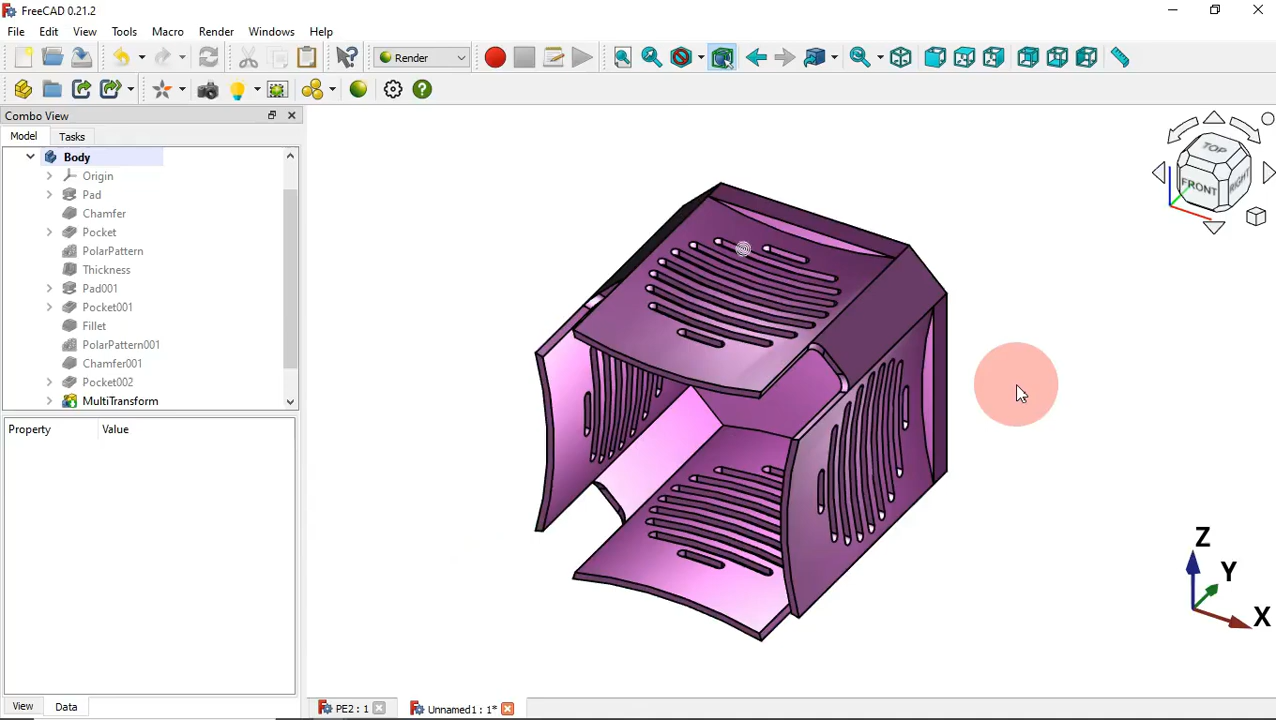 FreeCAD 0.21.2
File Edit View Tools Macro Render Windows Help
Render
Combo View
Model Tasks
Body
Origin
Pad
Chamfer
Pocket
PolarPattern
Thickness
Pad001
Pocket001
Fillet
PolarPattern001
Chamfer001
Pocket002
MultiTransform
Property Value
View Data
TOP
FRONT RIGHT
Z
Y
X
PE2 : 1 Unnamed1 : 1*